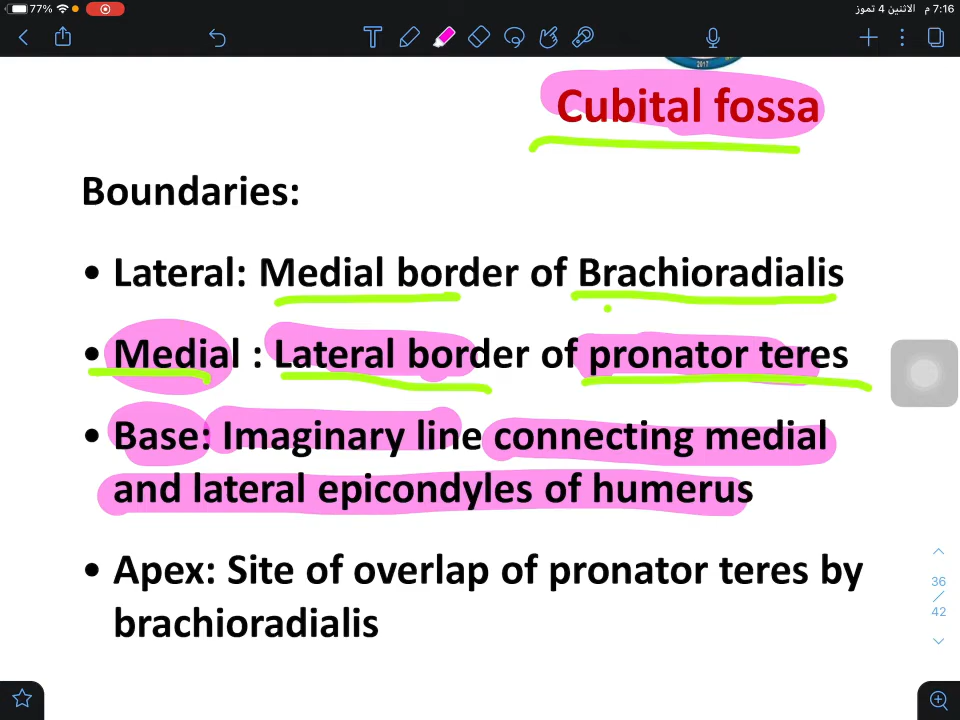 77%
7:16 م الاثنين 4 تموز
2017
Cubital fossa
Boundaries:
• Lateral: Medial border of Brachioradialis
• Medial : Lateral border of pronator teres
• Base: Imaginary line connecting medial
and lateral epicondyles of humerus
• Apex: Site of overlap of pronator teres by
brachioradialis
36
/
42